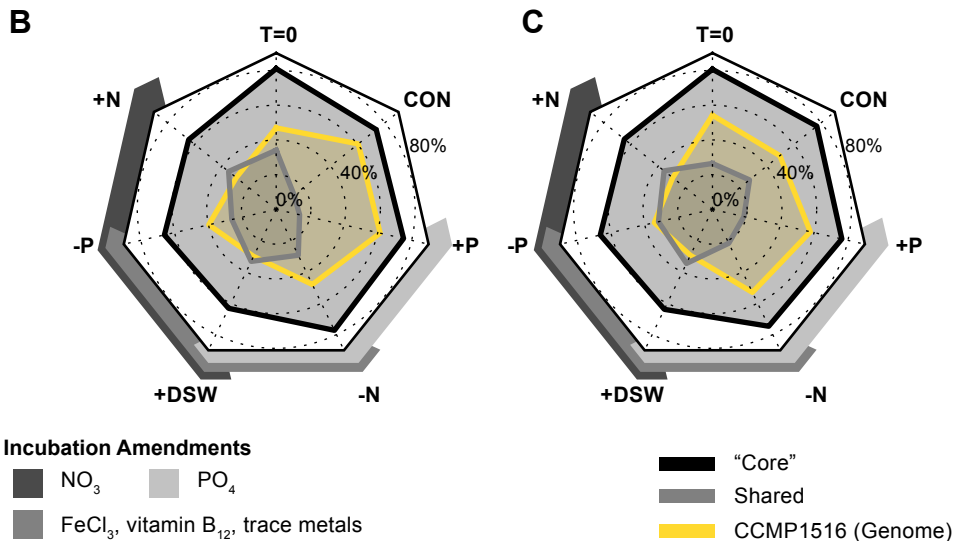 B
T=0
+N
CON
80%
40%
0%
-P
+P
+DSW
-N
C
T=0
+N
CON
80%
40%
0%
-P
+P
+DSW
-N
Incubation Amendments
NO₃
PO₄
FeCl₃, vitamin B₁₂, trace metals
“Core”
Shared
CCMP1516 (Genome)